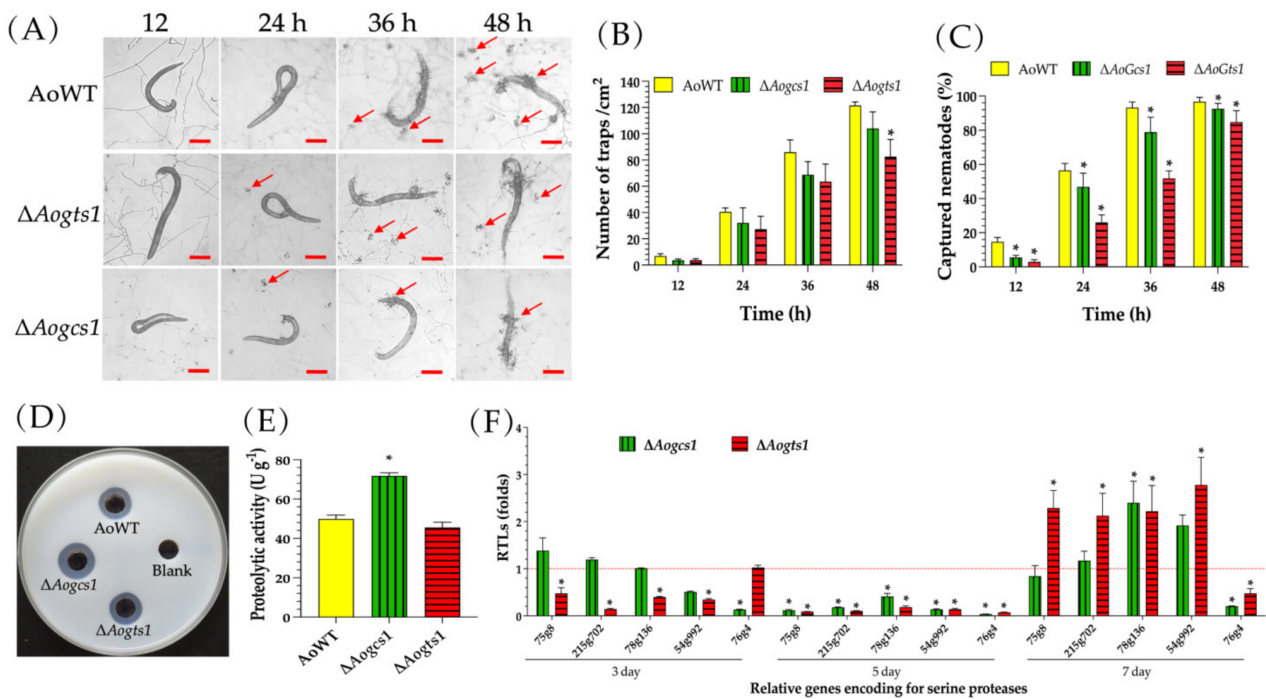 (A)
12 24 h 36 h 48 h
AoWT
ΔAogts1
ΔAogcs1
(B)
AoWT ΔAogcs1 ΔAogts1
Number of traps /cm2
140
120
100
80
60
40
20
0
12 24 36 48
Time (h)
(C)
AoWT ΔAoGcs1 ΔAoGts1
Captured nematodes (%)
100
80
60
40
20
0
* *
* *
* *
* *
*
12 24 36 48
Time (h)
(D)
AoWT
ΔAogcs1
Blank
ΔAogts1
(E)
Proteolytic activity (U g-1)
80
60
40
20
0
*
AoWT ΔAogcs1 ΔAogts1
(F)
ΔAogcs1 ΔAogts1
RTLs (folds)
4
3
2
1
0
75g8 215g702 78g136 54g992 76g4 75g8 215g702 78g136 54g992 76g4 75g8 215g702 78g136 54g992 76g4
3 day 5 day 7 day
Relative genes encoding for serine proteases